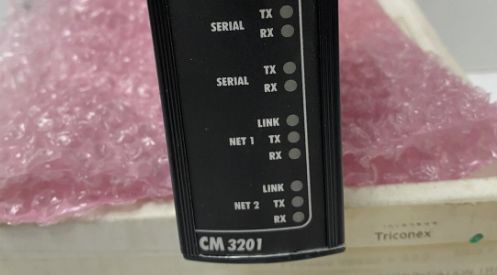 TX
SERIAL
RX
TX
SERIAL
RX
LINK
NET 1 TX
RX
LINK
NET 2 TX
RX
CM 3201
Triconex